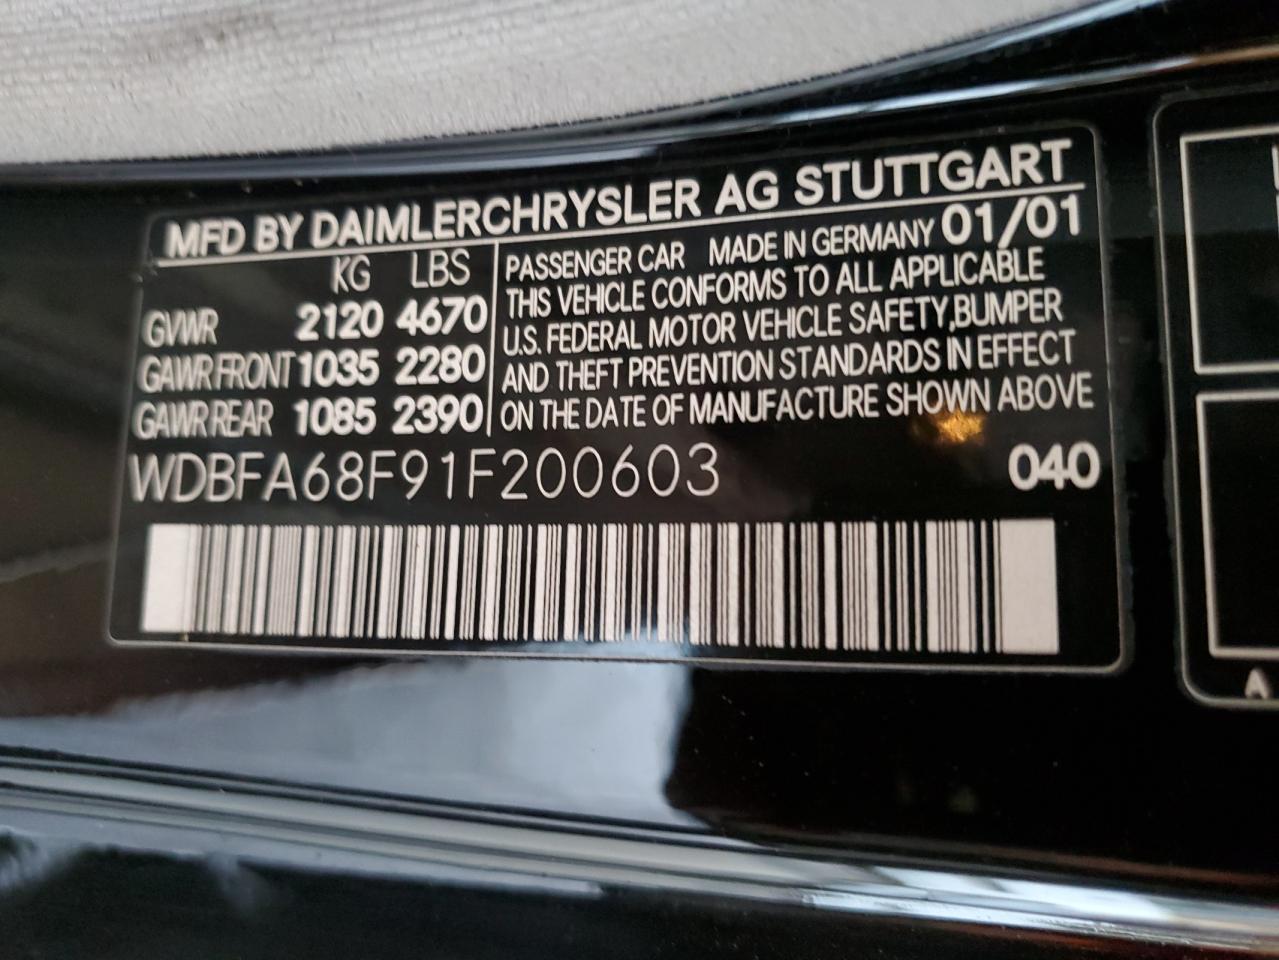 MFD BY DAIMLERCHRYSLER AG STUTTGART
KG LBS
GVWR 2120 4670
GAWR FRONT 1035 2280
GAWR REAR 1085 2390
PASSENGER CAR MADE IN GERMANY 01/01
THIS VEHICLE CONFORMS TO ALL APPLICABLE
U.S. FEDERAL MOTOR VEHICLE SAFETY,BUMPER
AND THEFT PREVENTION STANDARDS IN EFFECT
ON THE DATE OF MANUFACTURE SHOWN ABOVE
WDBFA68F91F200603 040
A